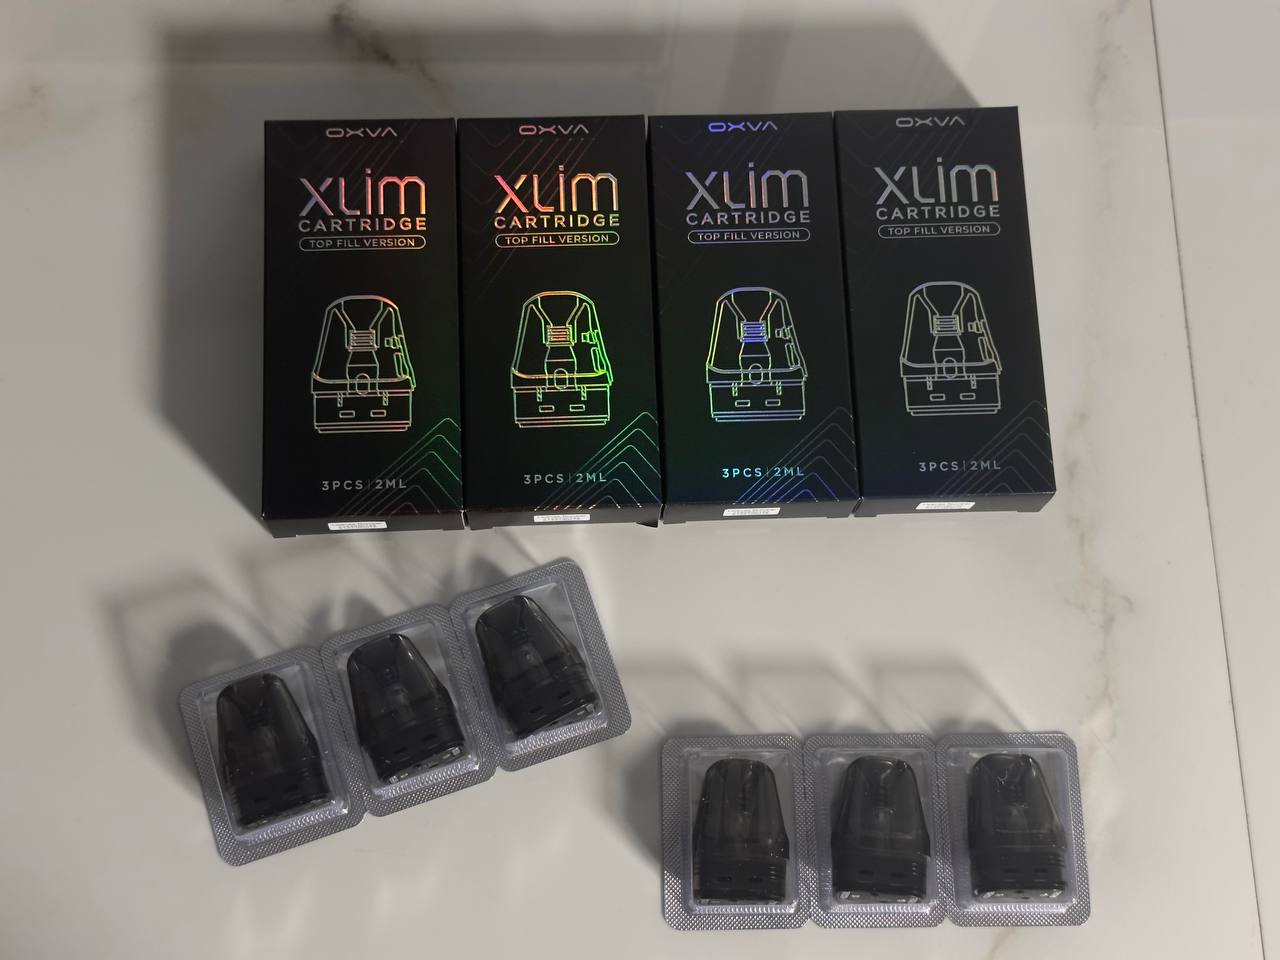 OXVA
XLIM
CARTRIDGE
TOP FILL VERSION
3PCS | 2ML
OXVA
XLIM
CARTRIDGE
TOP FILL VERSION
3PCS | 2ML
OXVA
XLIM
CARTRIDGE
TOP FILL VERSION
3PCS | 2ML
OXVA
XLIM
CARTRIDGE
TOP FILL VERSION
3PCS | 2ML